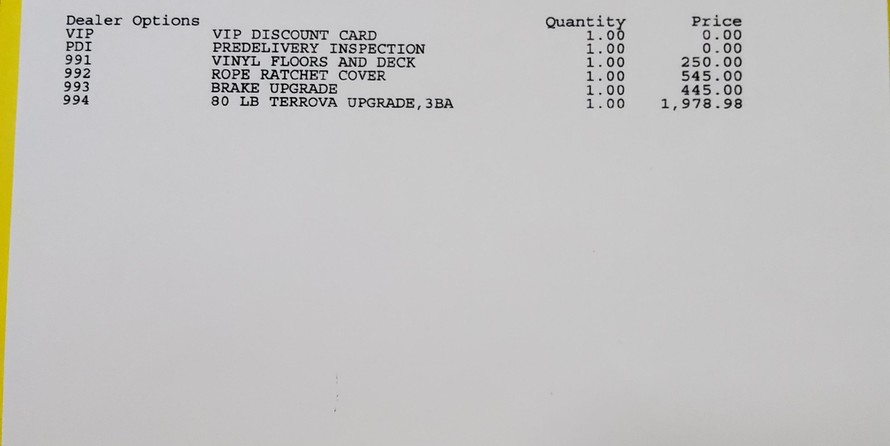 Dealer Options Quantity Price
VIP VIP DISCOUNT CARD 1.00 0.00
PDI PREDELIVERY INSPECTION 1.00 0.00
991 VINYL FLOORS AND DECK 1.00 250.00
992 ROPE RATCHET COVER 1.00 545.00
993 BRAKE UPGRADE 1.00 445.00
994 80 LB TERROVA UPGRADE,3BA 1.00 1,978.98